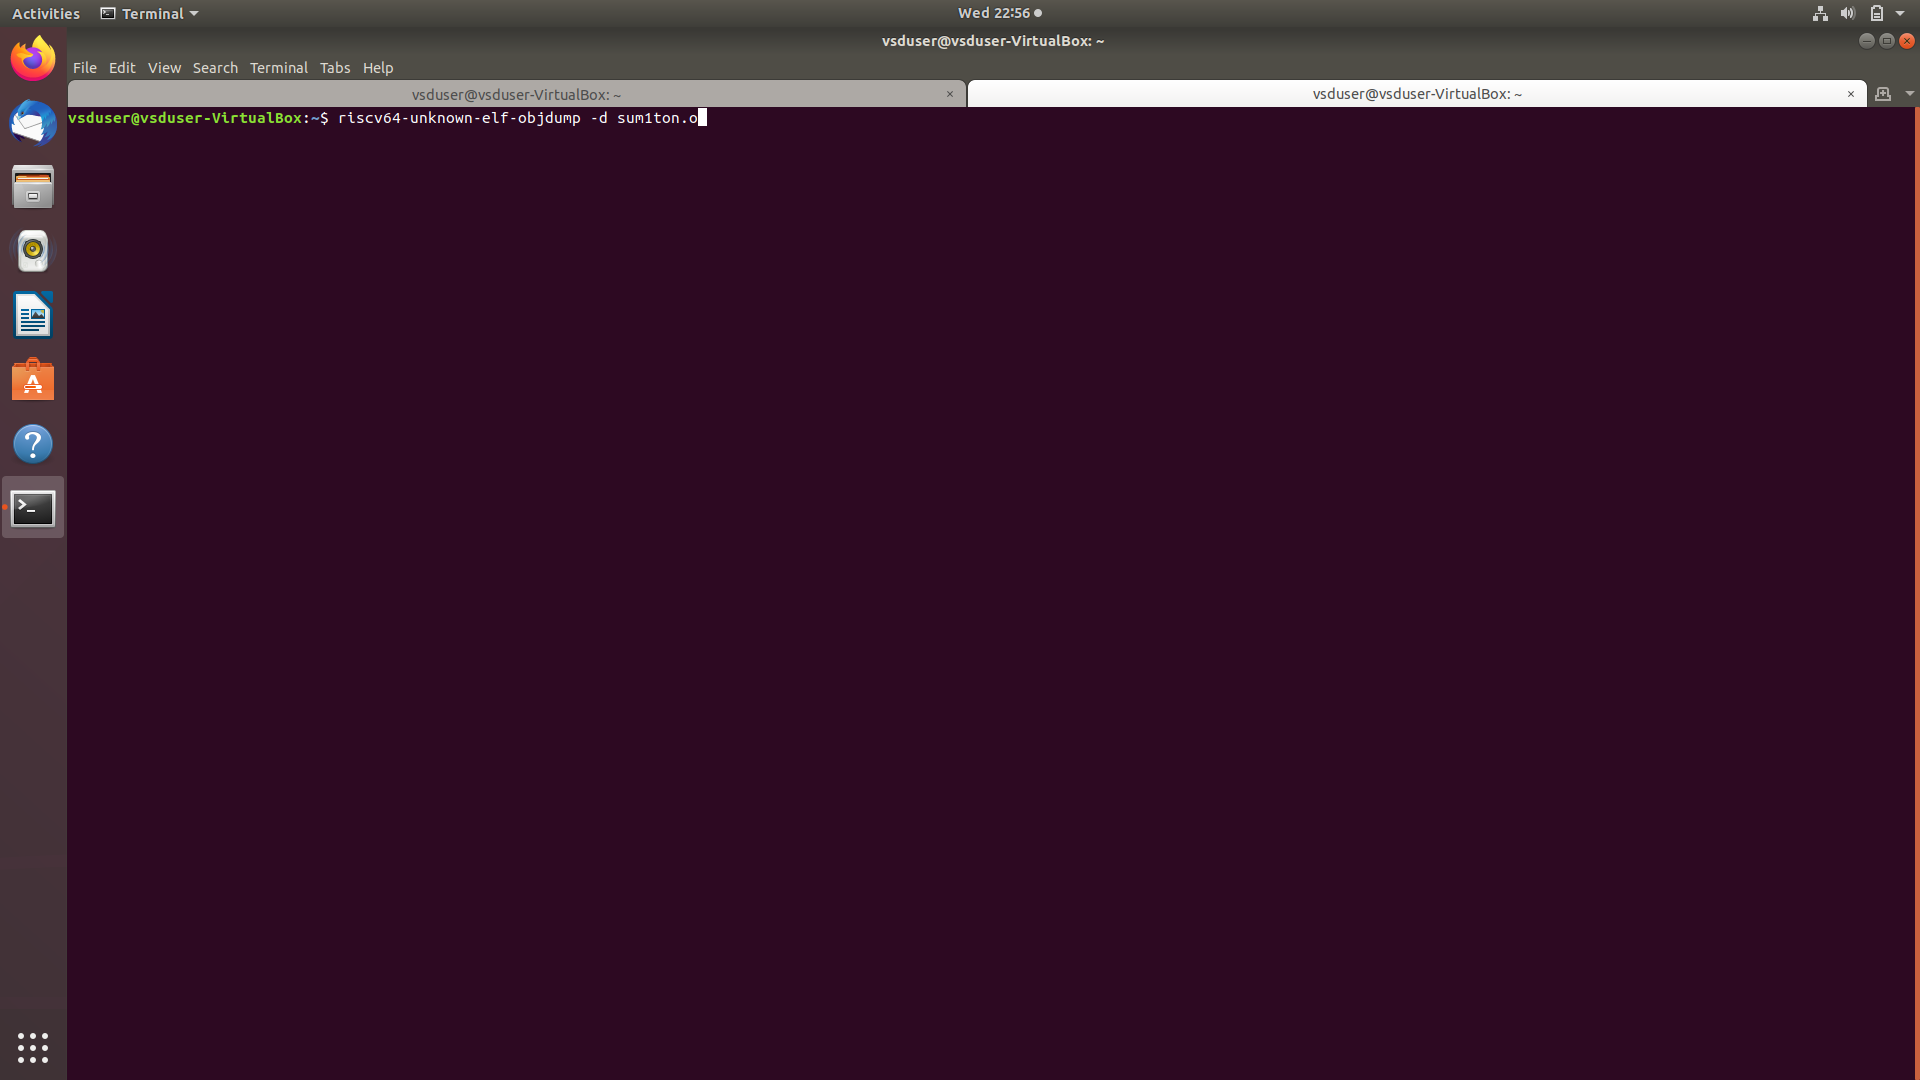 Activities Terminal Wed 22:56
vsduser@vsduser-VirtualBox: ~
File Edit View Search Terminal Tabs Help
vsduser@vsduser-VirtualBox: ~ × vsduser@vsduser-VirtualBox: ~ ×
vsduser@vsduser-VirtualBox:~$ riscv64-unknown-elf-objdump -d sum1ton.o